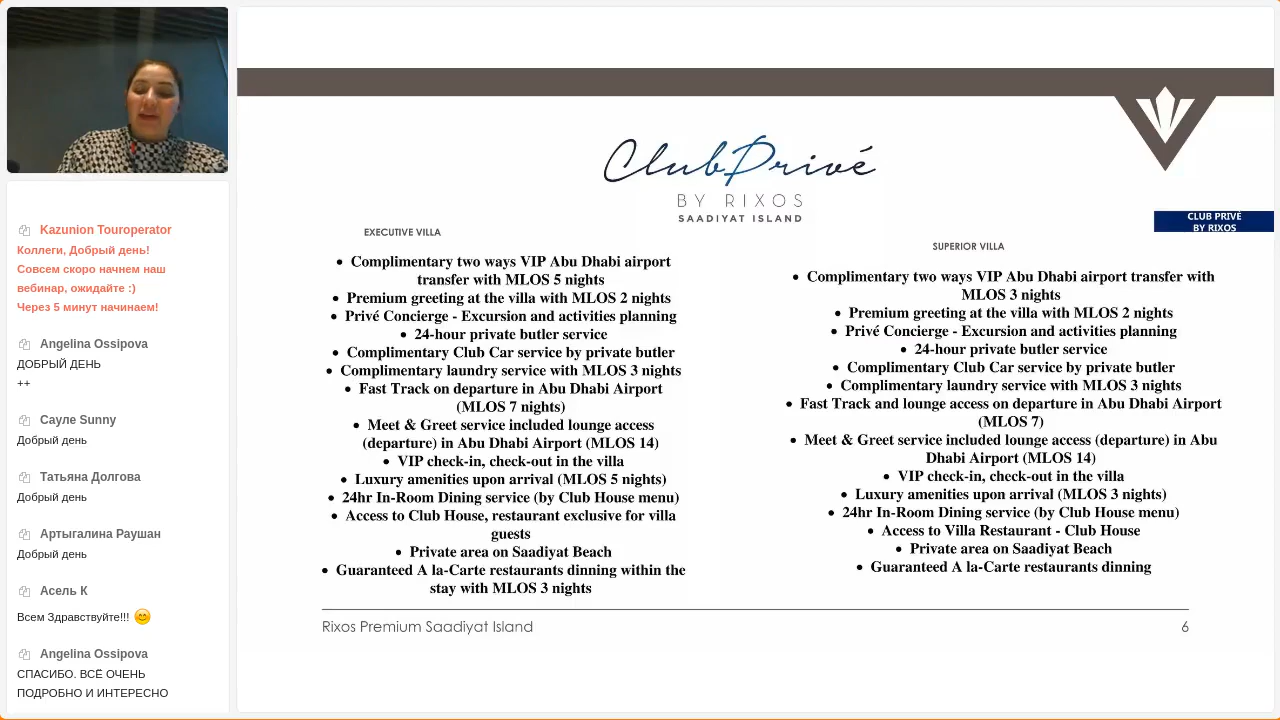 Kazunion Touroperator
Коллеги, Добрый день!
Совсем скоро начнем наш
вебинар, ожидайте :)
Через 5 минут начинаем!
Angelina Ossipova
ДОБРЫЙ ДЕНЬ
++
Сауле Sunny
Добрый день
Татьяна Долгова
Добрый день
Артыгалина Раушан
Добрый день
Асель К
Всем Здравствуйте!!! 😊
Angelina Ossipova
СПАСИБО. ВСЁ ОЧЕНЬ
ПОДРОБНО И ИНТЕРЕСНО
ClubPrivé
BY RIXOS
SAADIYAT ISLAND
CLUB PRIVÉ
BY RIXOS
EXECUTIVE VILLA
• Complimentary two ways VIP Abu Dhabi airport
transfer with MLOS 5 nights
• Premium greeting at the villa with MLOS 2 nights
• Privé Concierge - Excursion and activities planning
• 24-hour private butler service
• Complimentary Club Car service by private butler
• Complimentary laundry service with MLOS 3 nights
• Fast Track on departure in Abu Dhabi Airport
(MLOS 7 nights)
• Meet & Greet service included lounge access
(departure) in Abu Dhabi Airport (MLOS 14)
• VIP check-in, check-out in the villa
• Luxury amenities upon arrival (MLOS 5 nights)
• 24hr In-Room Dining service (by Club House menu)
• Access to Club House, restaurant exclusive for villa
guests
• Private area on Saadiyat Beach
• Guaranteed A la-Carte restaurants dinning within the
stay with MLOS 3 nights
SUPERIOR VILLA
• Complimentary two ways VIP Abu Dhabi airport transfer with
MLOS 3 nights
• Premium greeting at the villa with MLOS 2 nights
• Privé Concierge - Excursion and activities planning
• 24-hour private butler service
• Complimentary Club Car service by private butler
• Complimentary laundry service with MLOS 3 nights
• Fast Track and lounge access on departure in Abu Dhabi Airport
(MLOS 7)
• Meet & Greet service included lounge access (departure) in Abu
Dhabi Airport (MLOS 14)
• VIP check-in, check-out in the villa
• Luxury amenities upon arrival (MLOS 3 nights)
• 24hr In-Room Dining service (by Club House menu)
• Access to Villa Restaurant - Club House
• Private area on Saadiyat Beach
• Guaranteed A la-Carte restaurants dinning
Rixos Premium Saadiyat Island
6